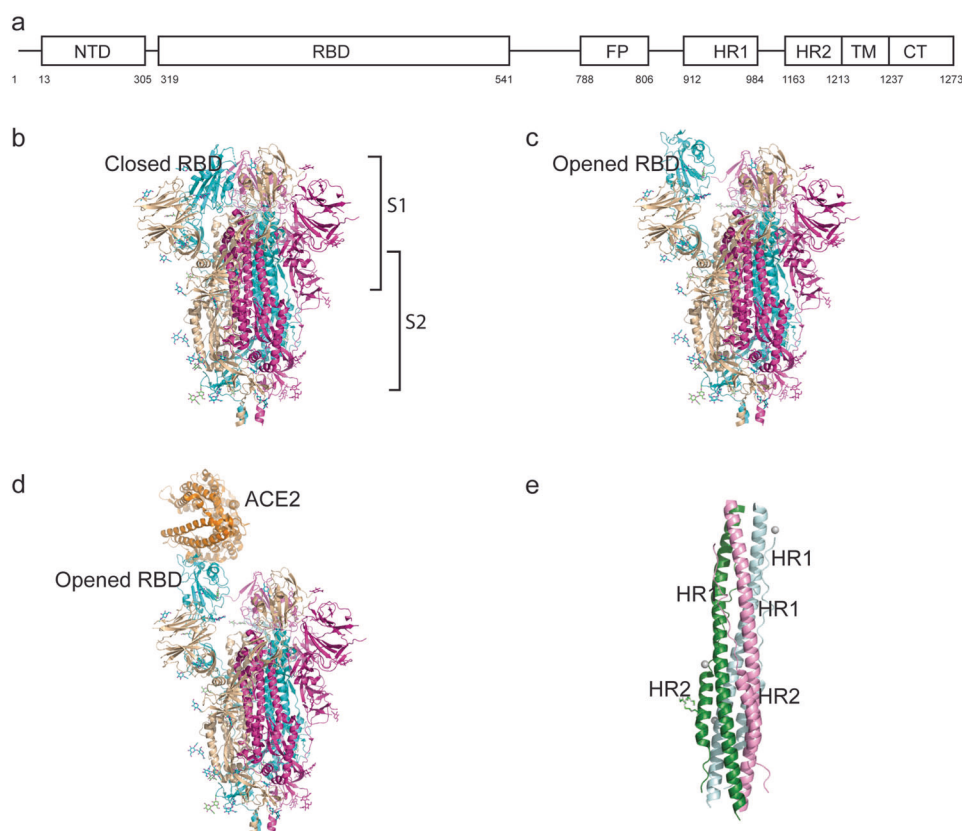 a
NTD RBD FP HR1 HR2 TM CT
1 13 305 319 541 788 806 912 984 1163 1213 1237 1273
b
Closed RBD
S1
S2
c
Opened RBD
d
ACE2
Opened RBD
e
HR1
HR1
HR1
HR2
HR2